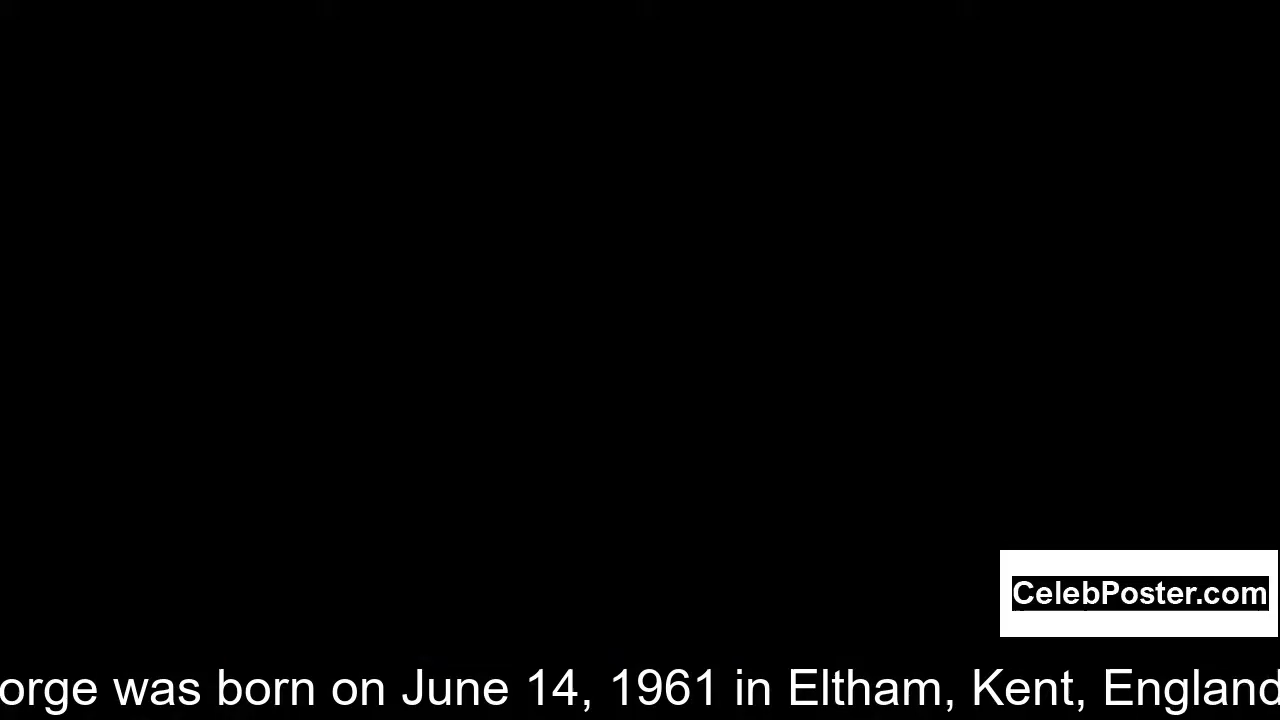 CelebPoster.com
orge was born on June 14, 1961 in Eltham, Kent, England